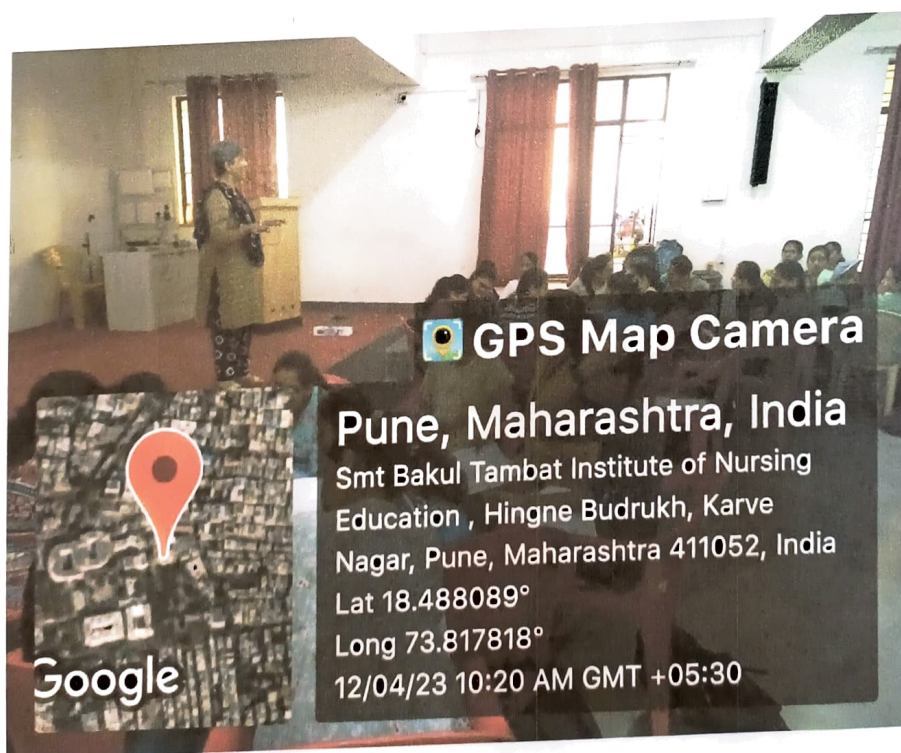 GPS Map Camera
Pune, Maharashtra, India
Smt Bakul Tambat Institute of Nursing
Education , Hingne Budrukh, Karve
Nagar, Pune, Maharashtra 411052, India
Lat 18.488089°
Long 73.817818°
12/04/23 10:20 AM GMT +05:30
Google